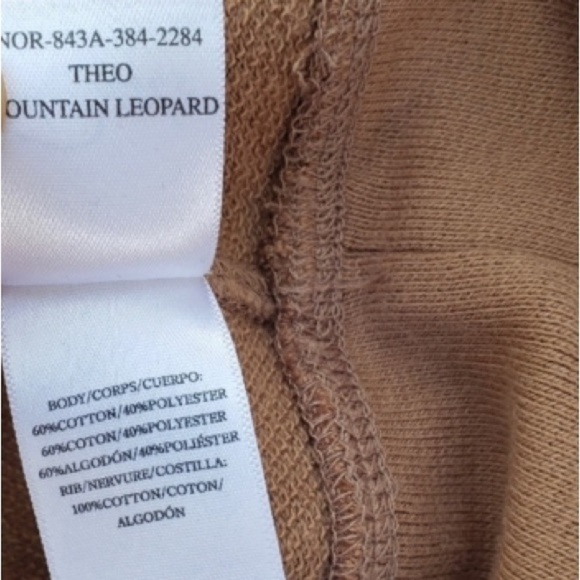 NOR-843A-384-2284
THEO
OUNTAIN LEOPARD
BODY/CORPS/CUERPO:
60%COTTON/40%POLYESTER
60%COTON/40%POLYESTER
60%ALGODÓN/40%POLIÉSTER
RIB/NERVURE/COSTILLA:
100%COTTON/COTON/
ALGODÓN